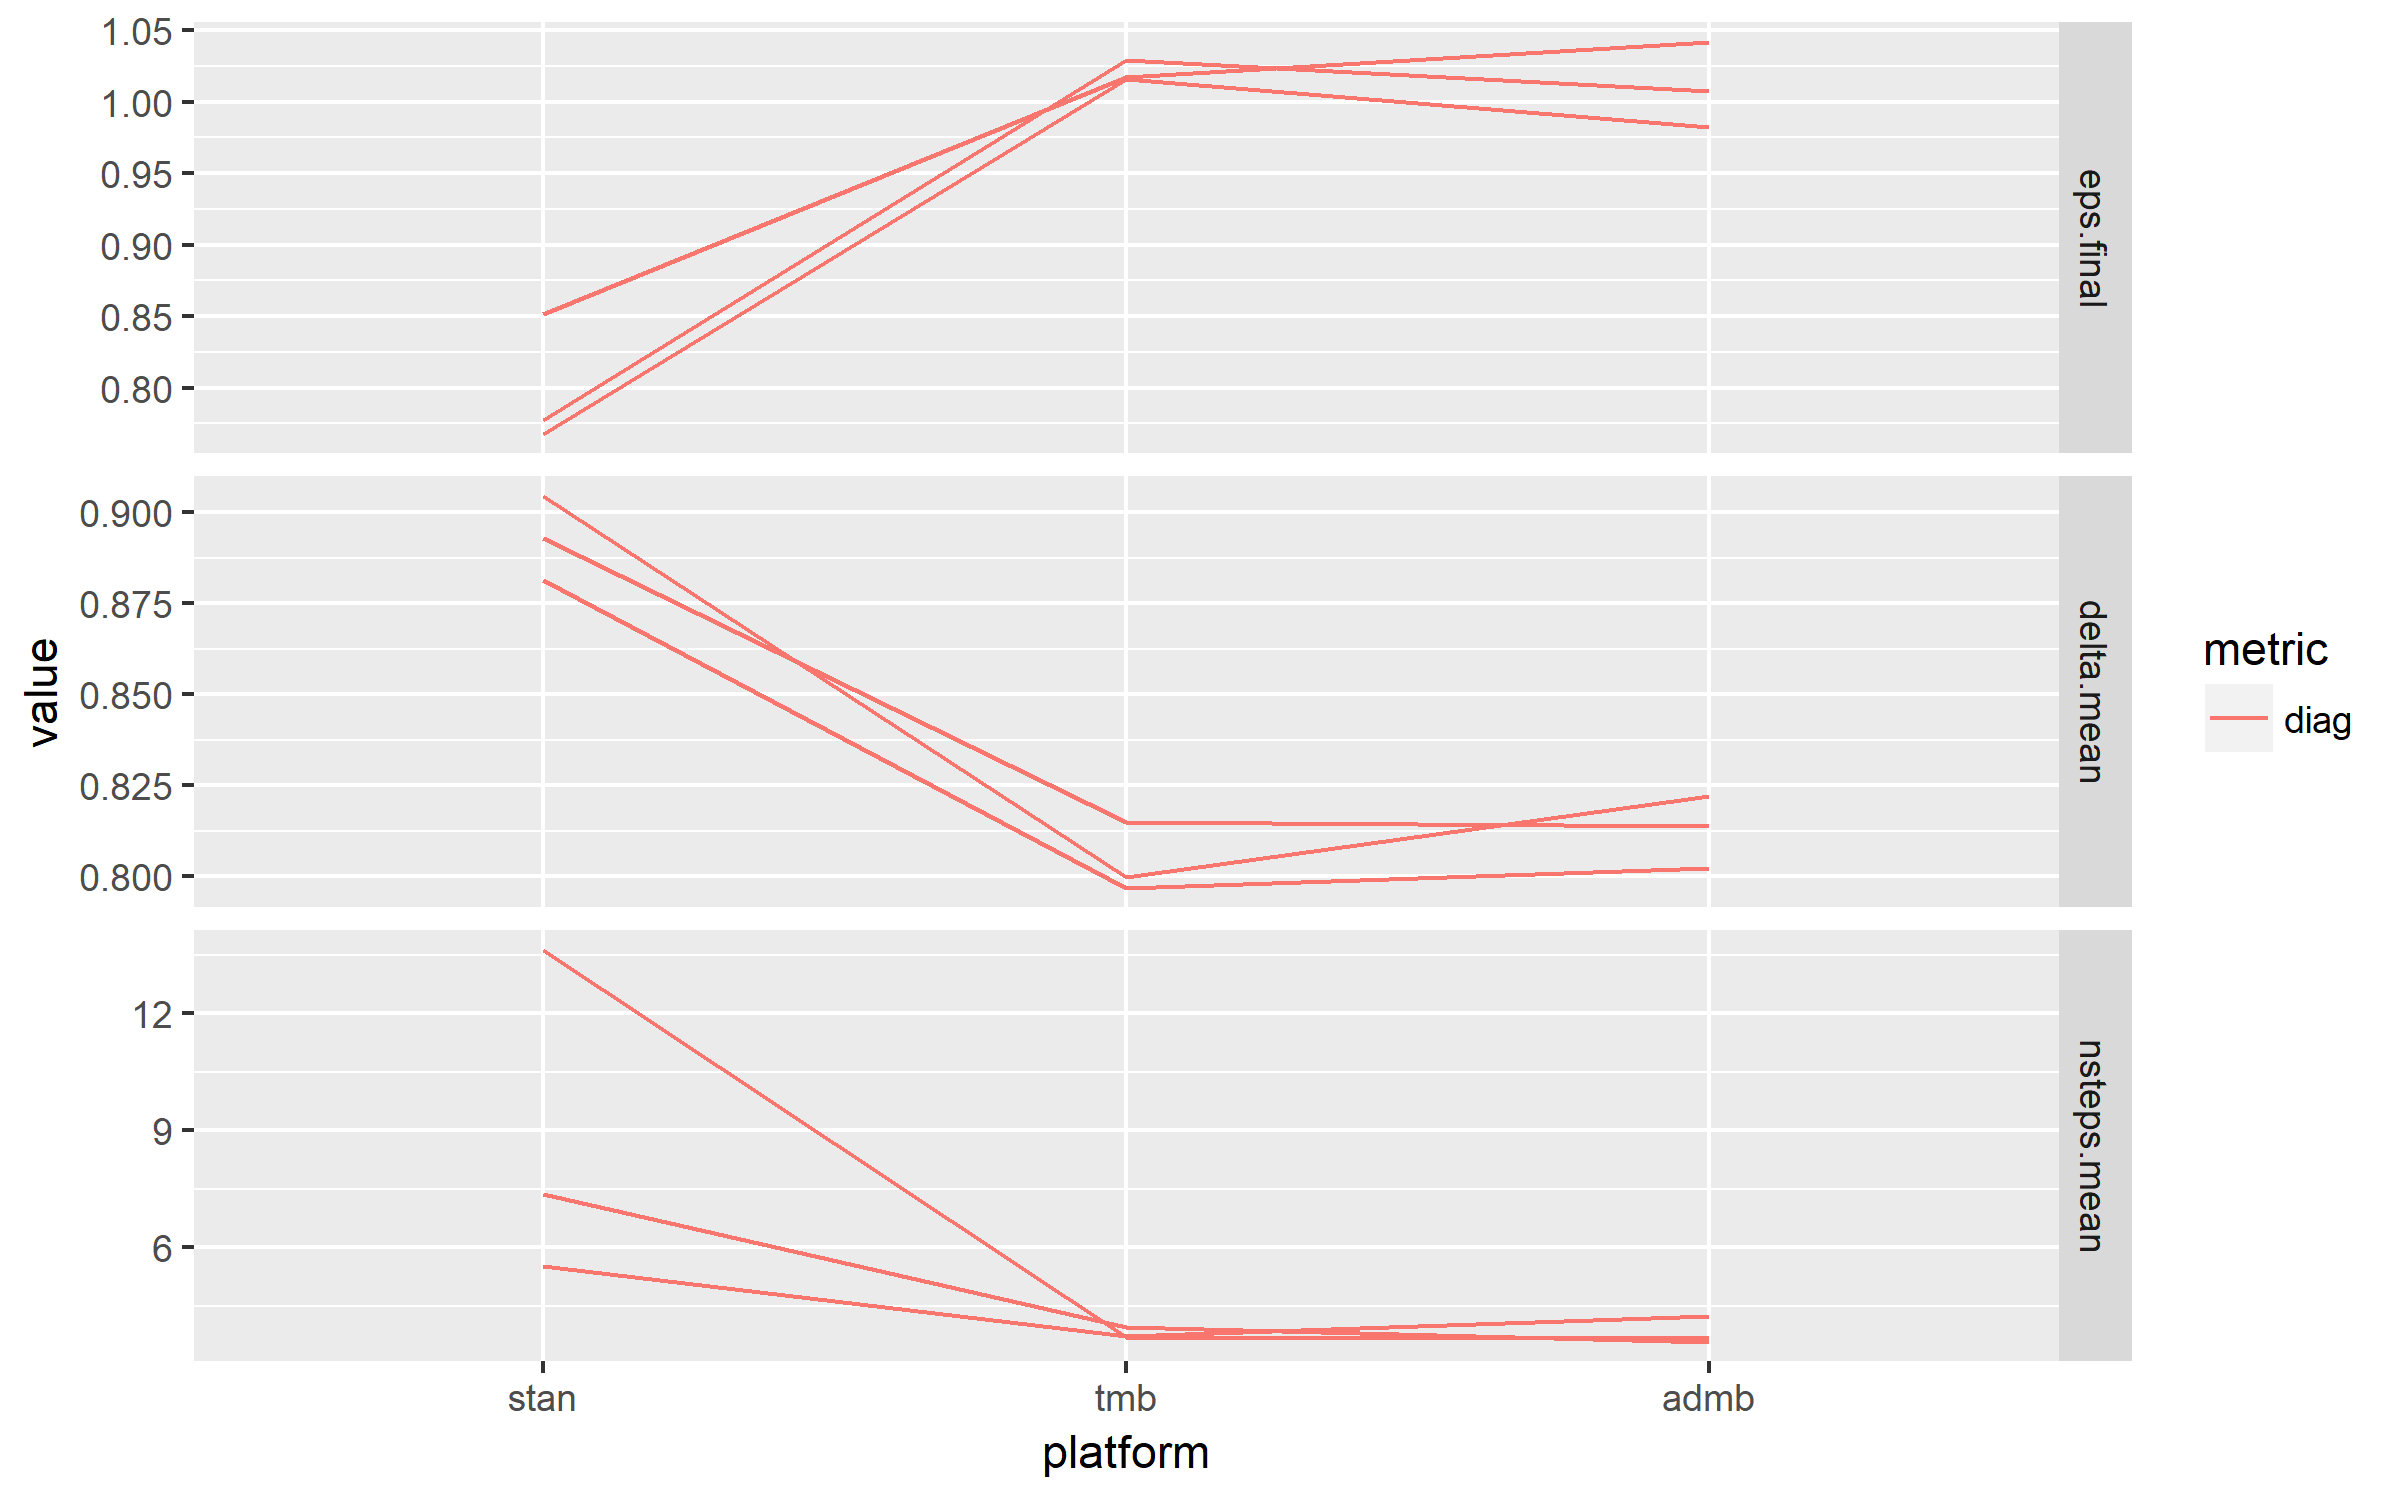 1.05
1.00
0.95
0.90
0.85
0.80
eps.final
0.900
0.875
0.850
0.825
0.800
delta.mean
12
9
6
nsteps.mean
value
stan
tmb
admb
platform
metric
diag